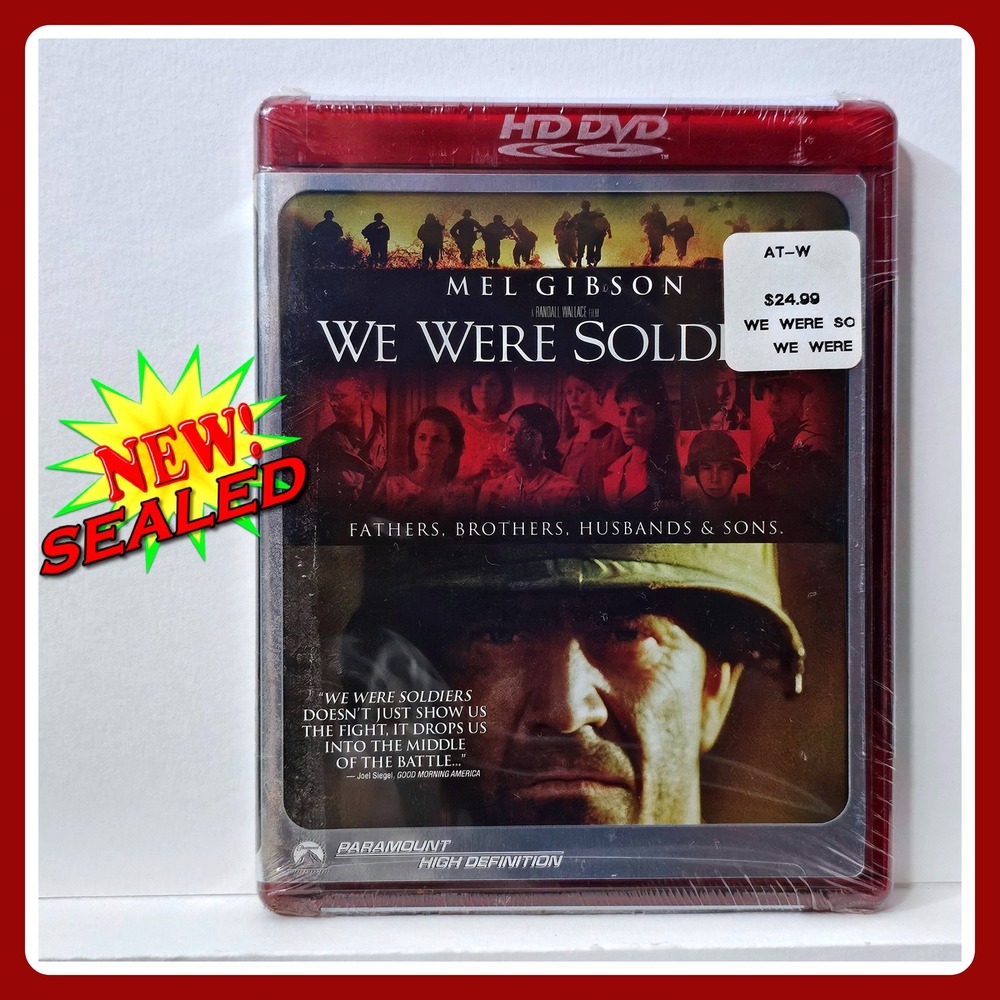 HD DVD
™
MEL GIBSON
A RANDALL WALLACE FILM
WE WERE SOLDI
AT-W
$24.99
WE WERE SO
WE WERE
NEW!
SEALED
FATHERS, BROTHERS, HUSBANDS & SONS.
"WE WERE SOLDIERS
DOESN'T JUST SHOW US
THE FIGHT, IT DROPS US
INTO THE MIDDLE
OF THE BATTLE..."
— Joel Siegel, GOOD MORNING AMERICA
PARAMOUNT
HIGH DEFINITION